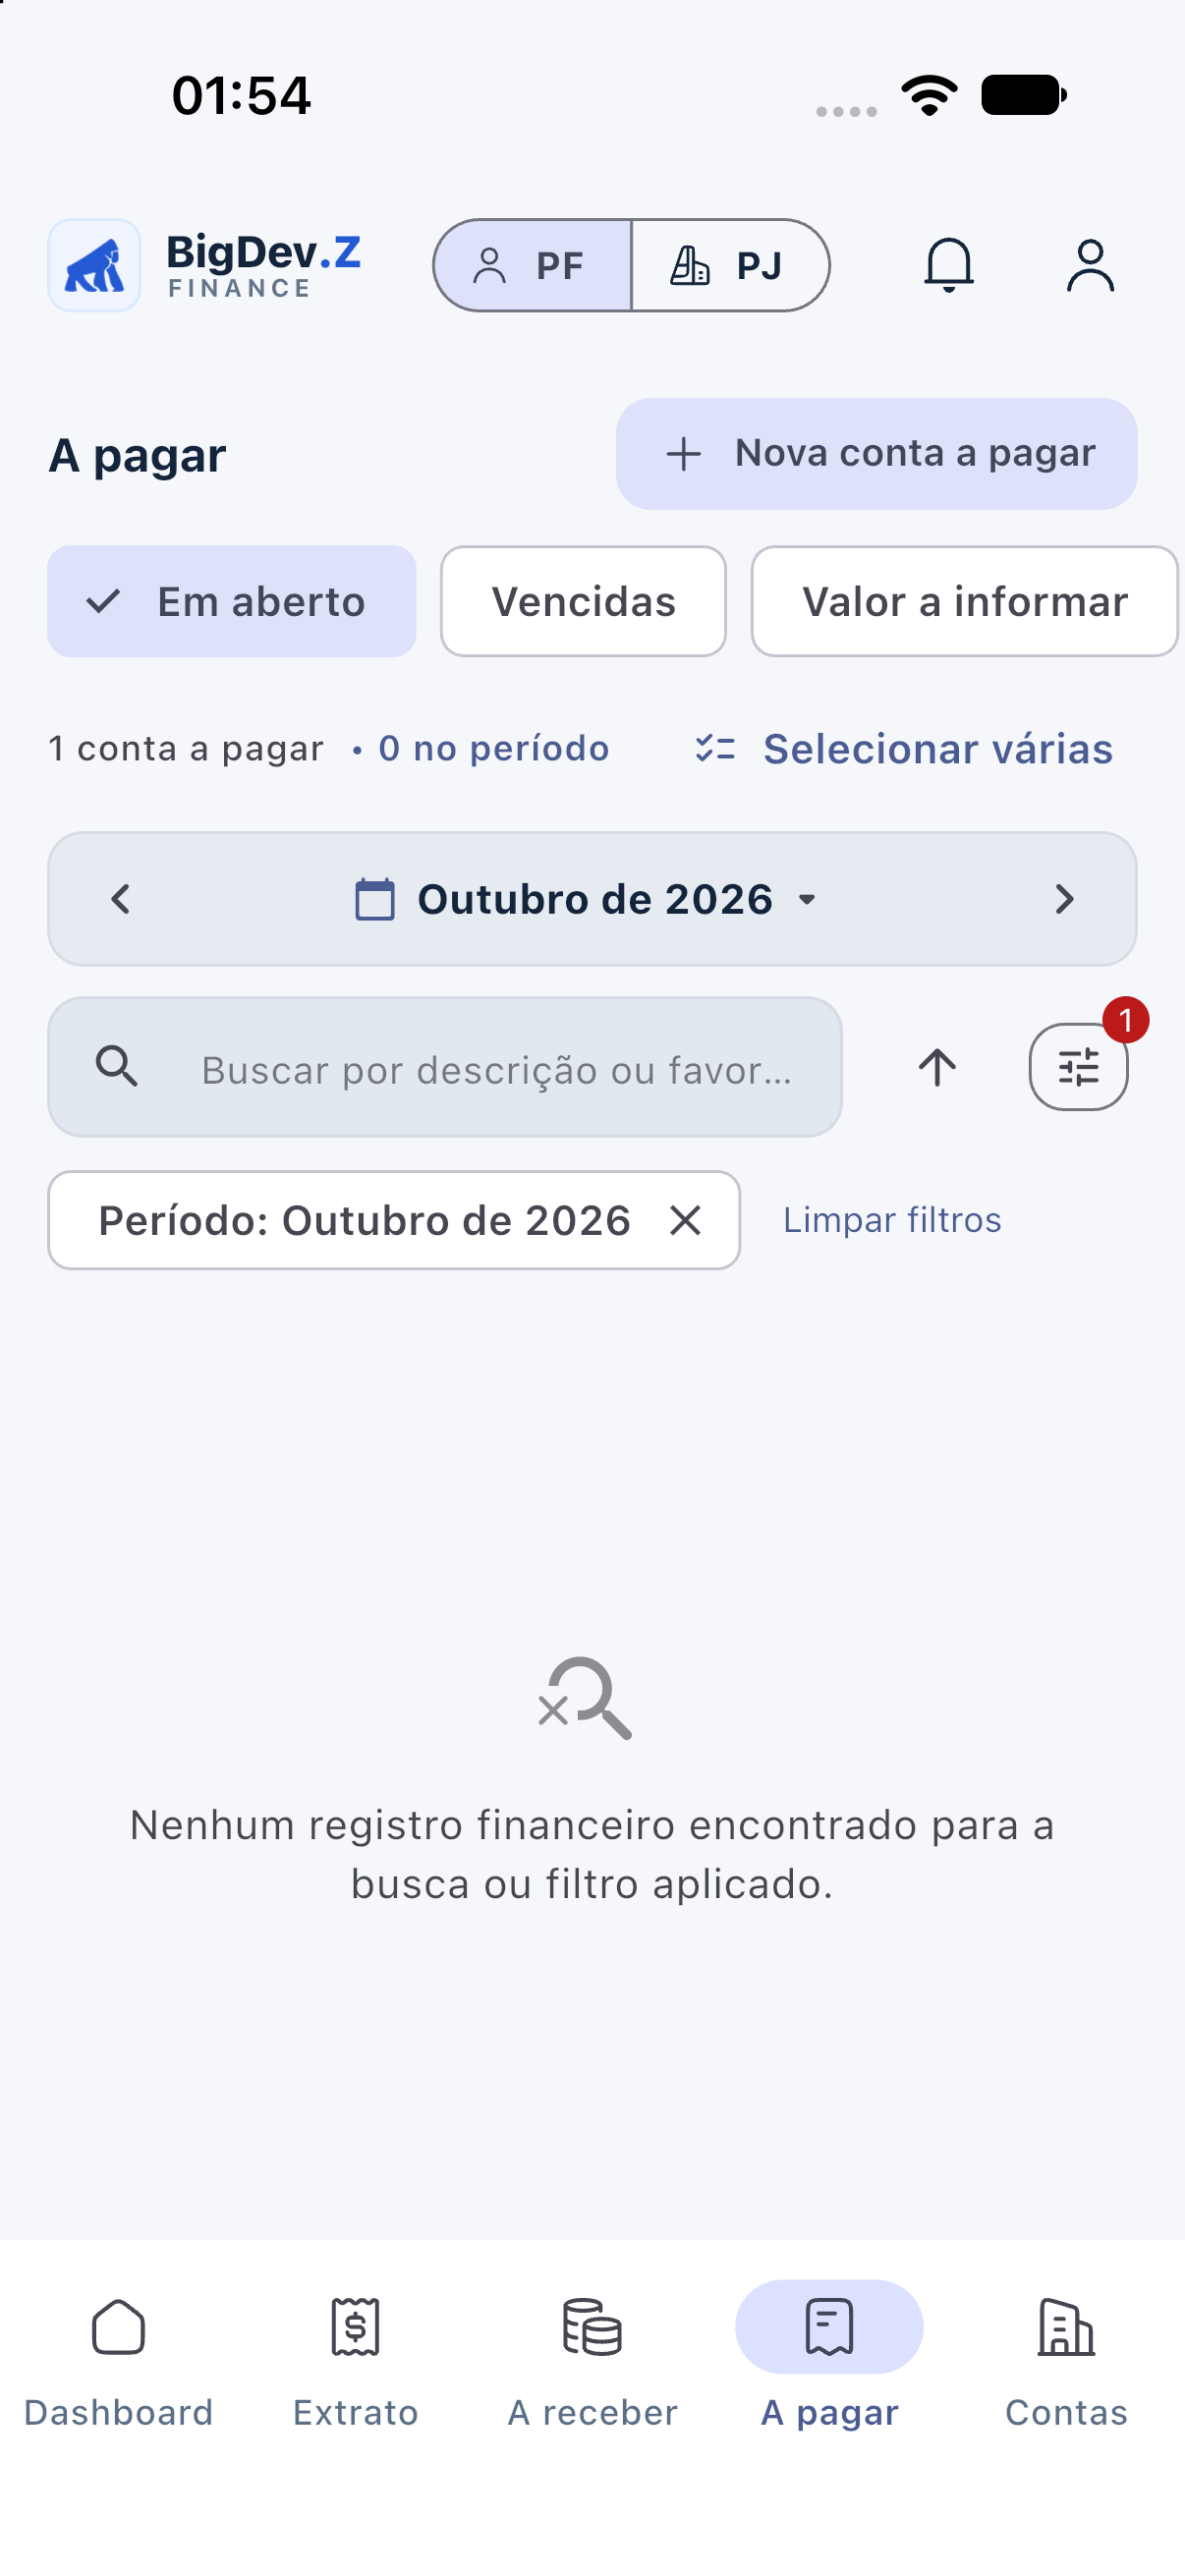 01:54
BigDev.Z
FINANCE
PF
PJ
A pagar
Nova conta a pagar
Em aberto
Vencidas
Valor a informar
1 conta a pagar • 0 no período
Selecionar várias
Outubro de 2026
Buscar por descrição ou favor...
1
Período: Outubro de 2026
Limpar filtros
Nenhum registro financeiro encontrado para a
busca ou filtro aplicado.
Dashboard
Extrato
A receber
A pagar
Contas